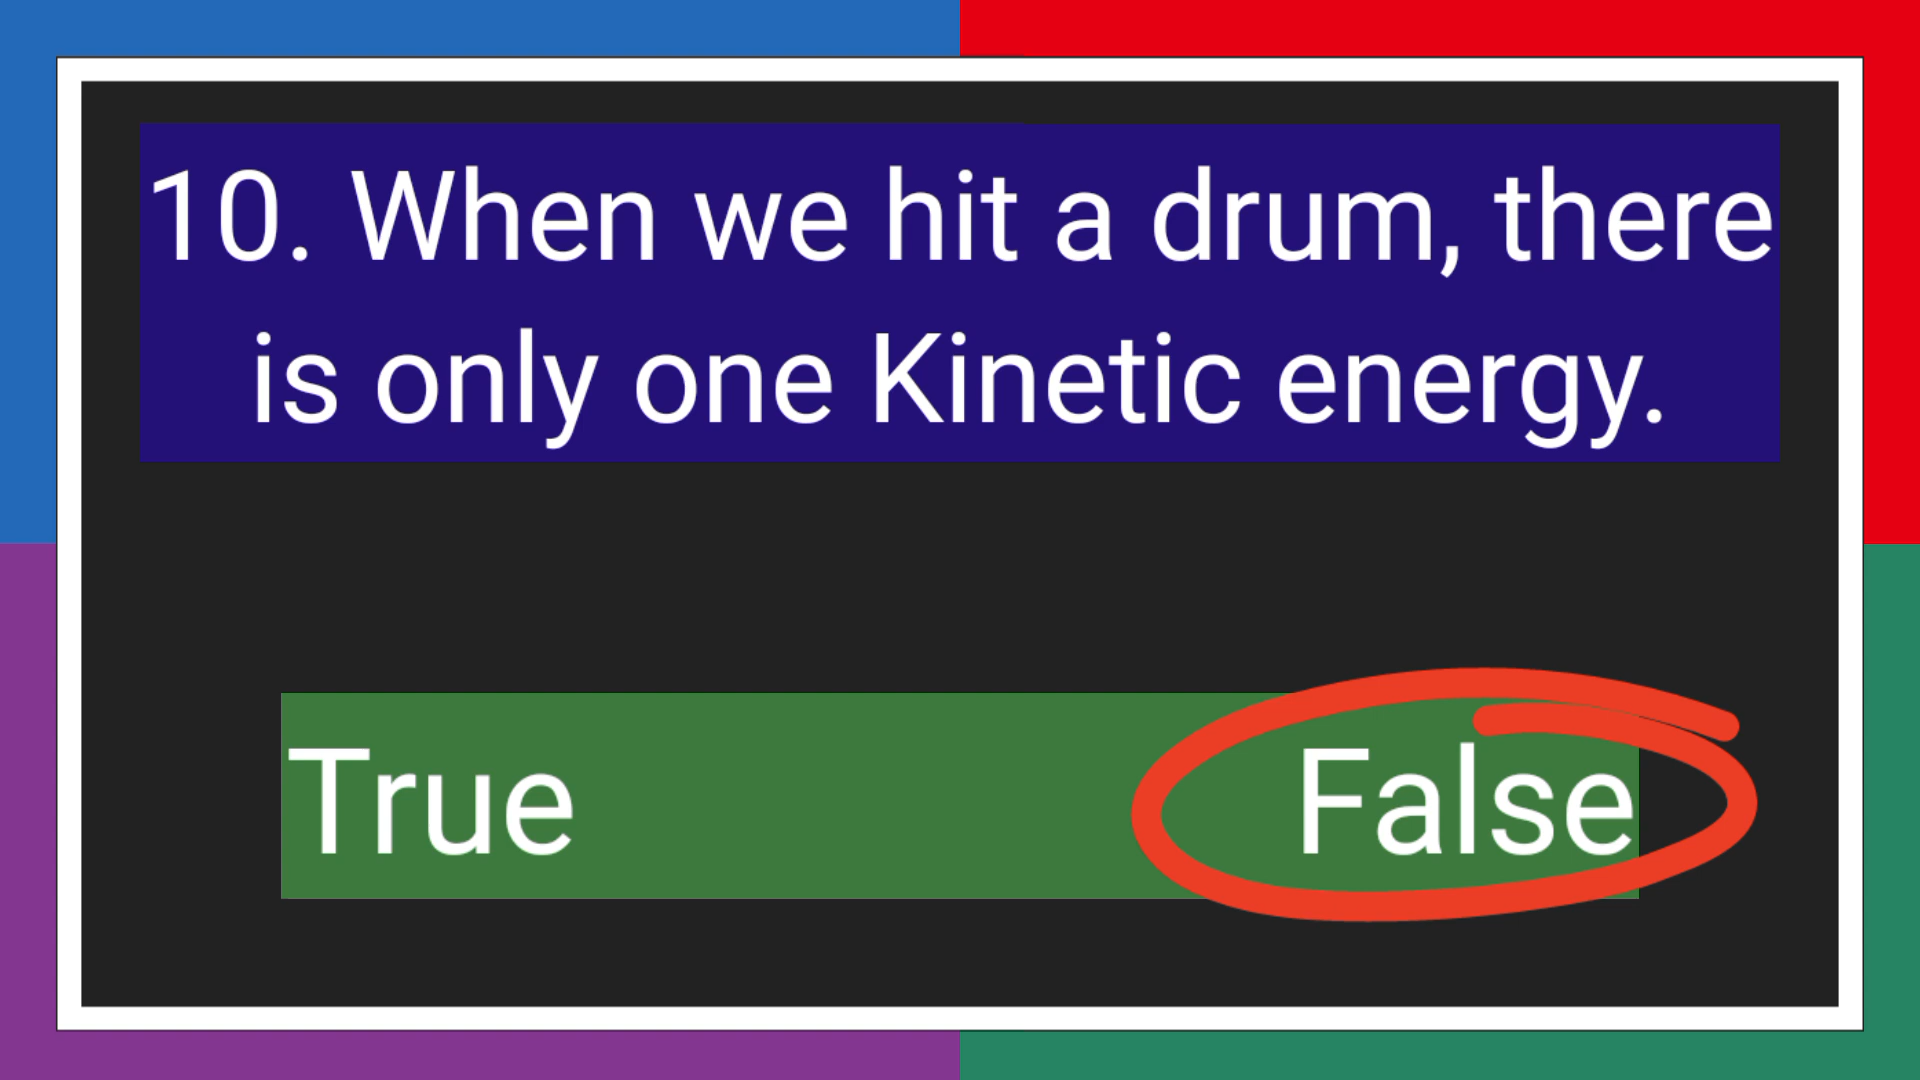 10. When we hit a drum, there
is only one Kinetic energy.
True False